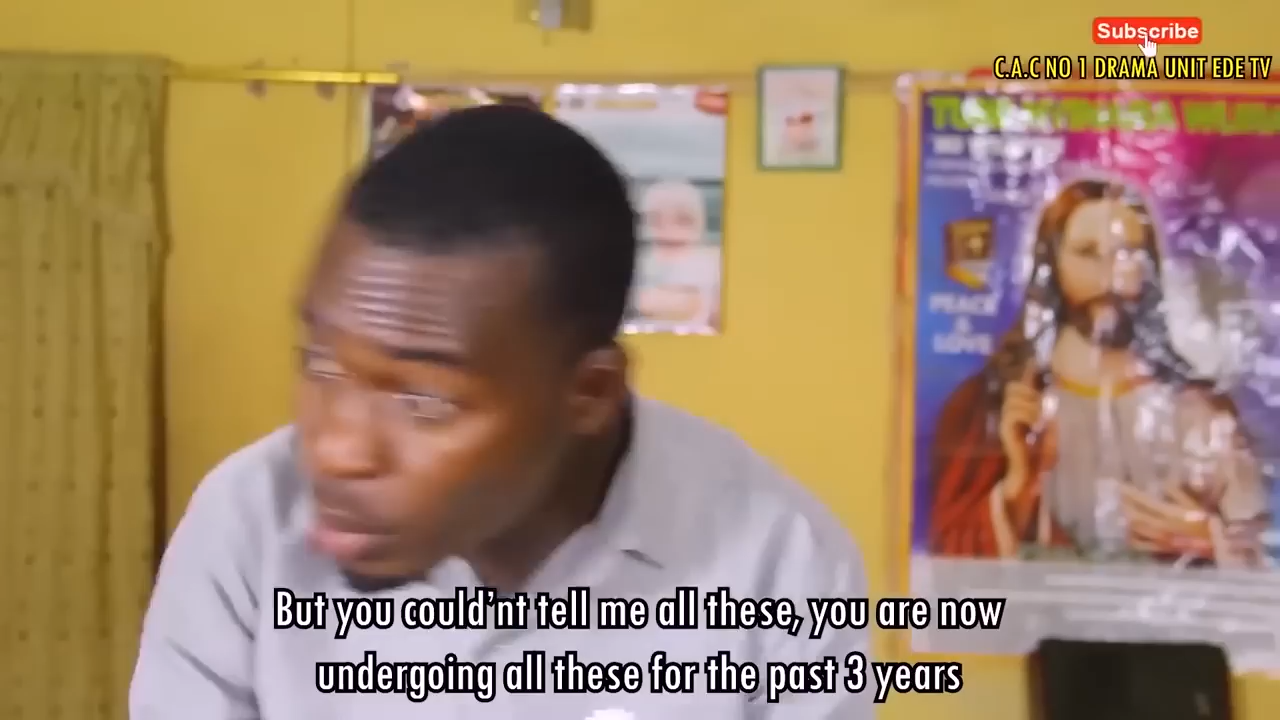 Subscribe
C.A.C NO 1 DRAMA UNIT EDE TV
PEACE
&
LOVE
But you could'nt tell me all these, you are now
undergoing all these for the past 3 years